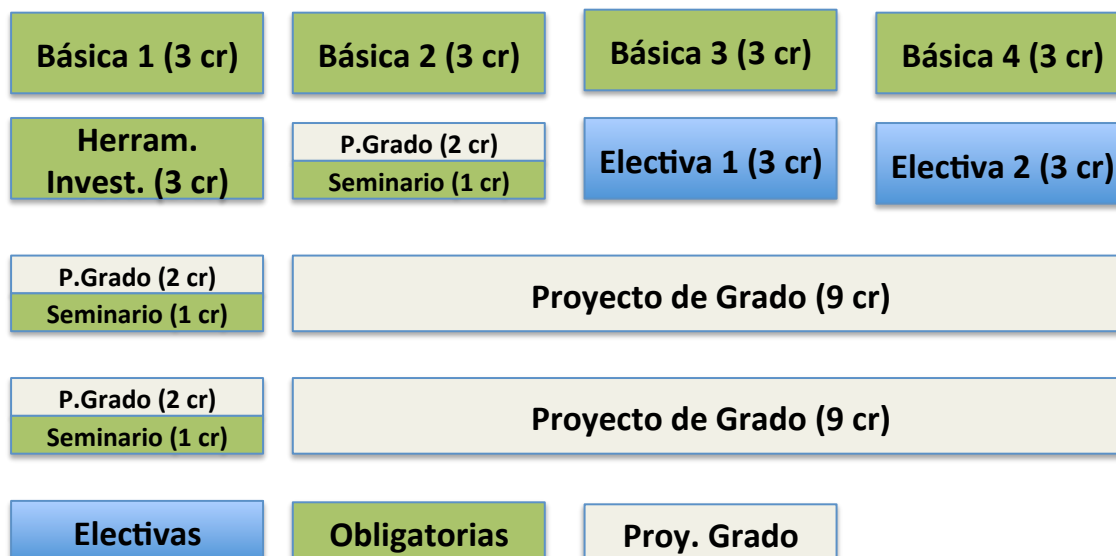 Básica 1 (3 cr)
Básica 2 (3 cr)
Básica 3 (3 cr)
Básica 4 (3 cr)
Herram.
Invest. (3 cr)
P.Grado (2 cr)
Seminario (1 cr)
Electiva 1 (3 cr)
Electiva 2 (3 cr)
P.Grado (2 cr)
Seminario (1 cr)
Proyecto de Grado (9 cr)
P.Grado (2 cr)
Seminario (1 cr)
Proyecto de Grado (9 cr)
Electivas
Obligatorias
Proy. Grado